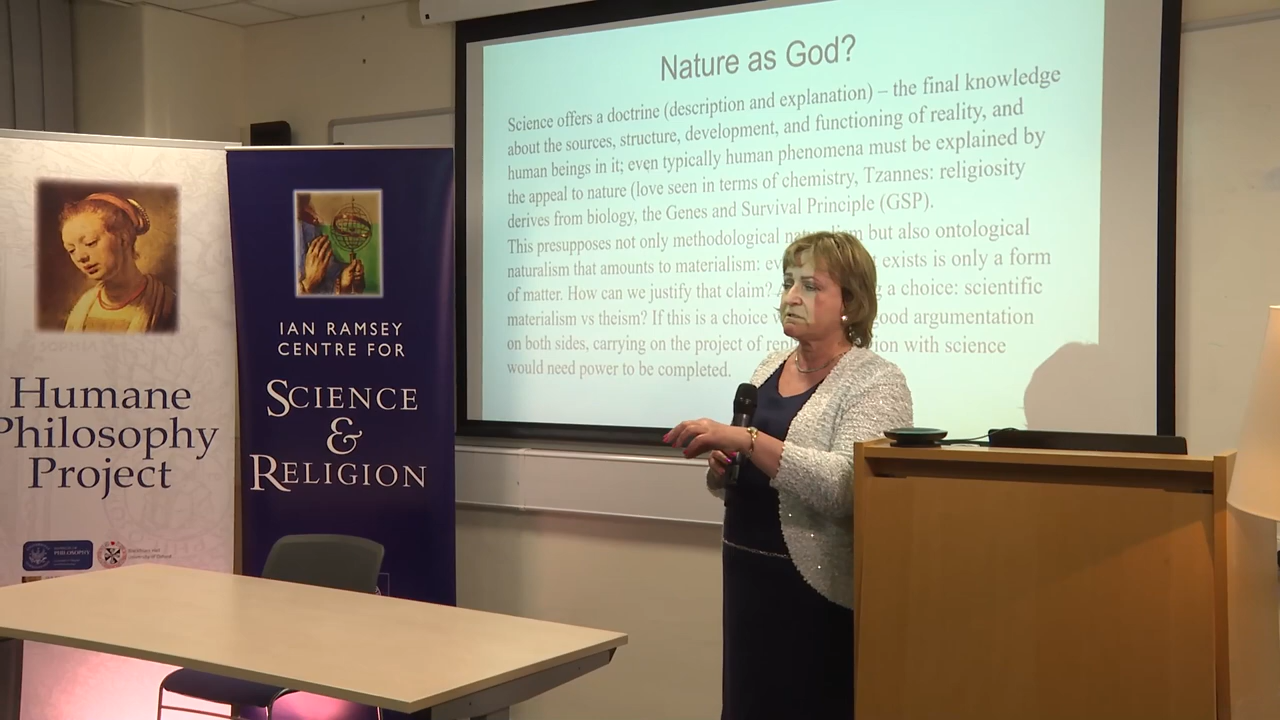 Nature as God?
Science offers a doctrine (description and explanation) – the final knowledge
about the sources, structure, development, and functioning of reality, and
human beings in it; even typically human phenomena must be explained by
the appeal to nature (love seen in terms of chemistry, Tzannes: religiosity
derives from biology, the Genes and Survival Principle (GSP).
This presupposes not only methodological but also ontological
naturalism that amounts to materialism: exists is only a form
of matter. How can we justify that claim? a choice: scientific
materialism vs theism? If this is a choice good argumentation
on both sides, carrying on the project of with science
would need power to be completed.
Humane
Philosophy
Project
IAN RAMSEY
CENTRE FOR
SCIENCE
&
RELIGION
PHILOSOPHY